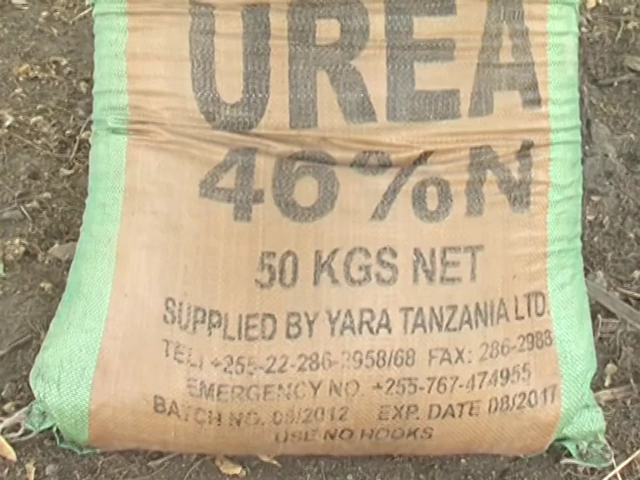 UREA
46%N
50 KGS NET
SUPPLIED BY YARA TANZANIA LTD.
TEL: +255-22-286-3958/68 FAX: 286-2988
EMERGENCY NO. +255-767-474955
BATCH NO. 08/2012 EXP. DATE 08/2017
USE NO HOOKS